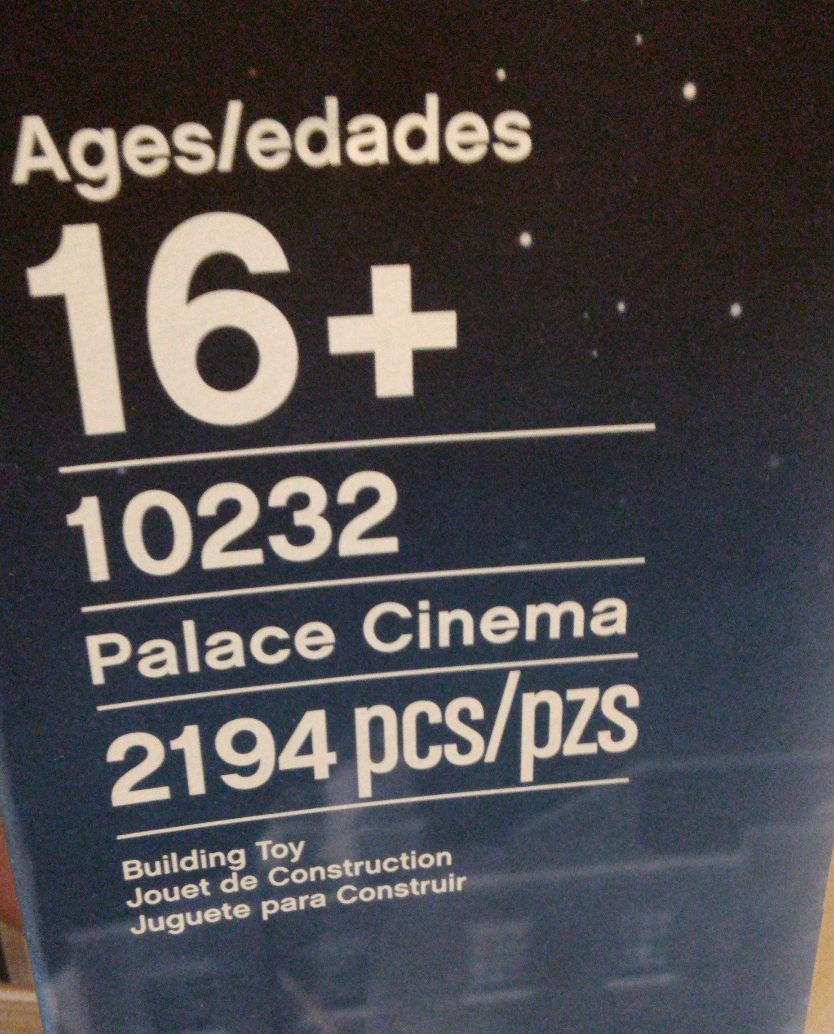 Ages/edades
16+
10232
Palace Cinema
2194 pcs/pzs
Building Toy
Jouet de Construction
Juguete para Construir